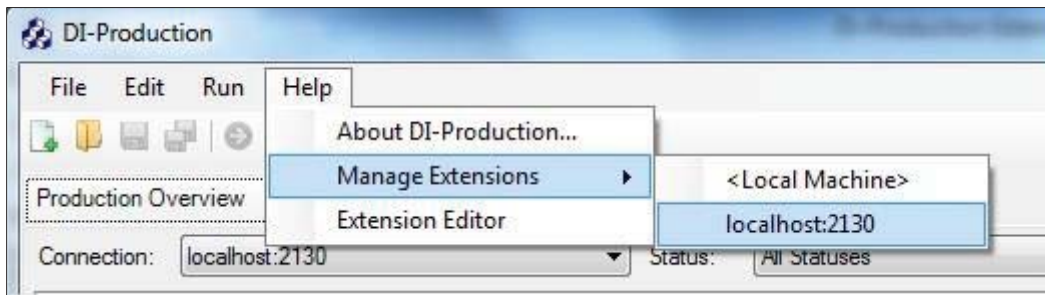 DI-Production
File Edit Run Help
About DI-Production...
Manage Extensions
<Local Machine>
Production Overview
Extension Editor
localhost:2130
Connection: localhost:2130 Status: All Statuses